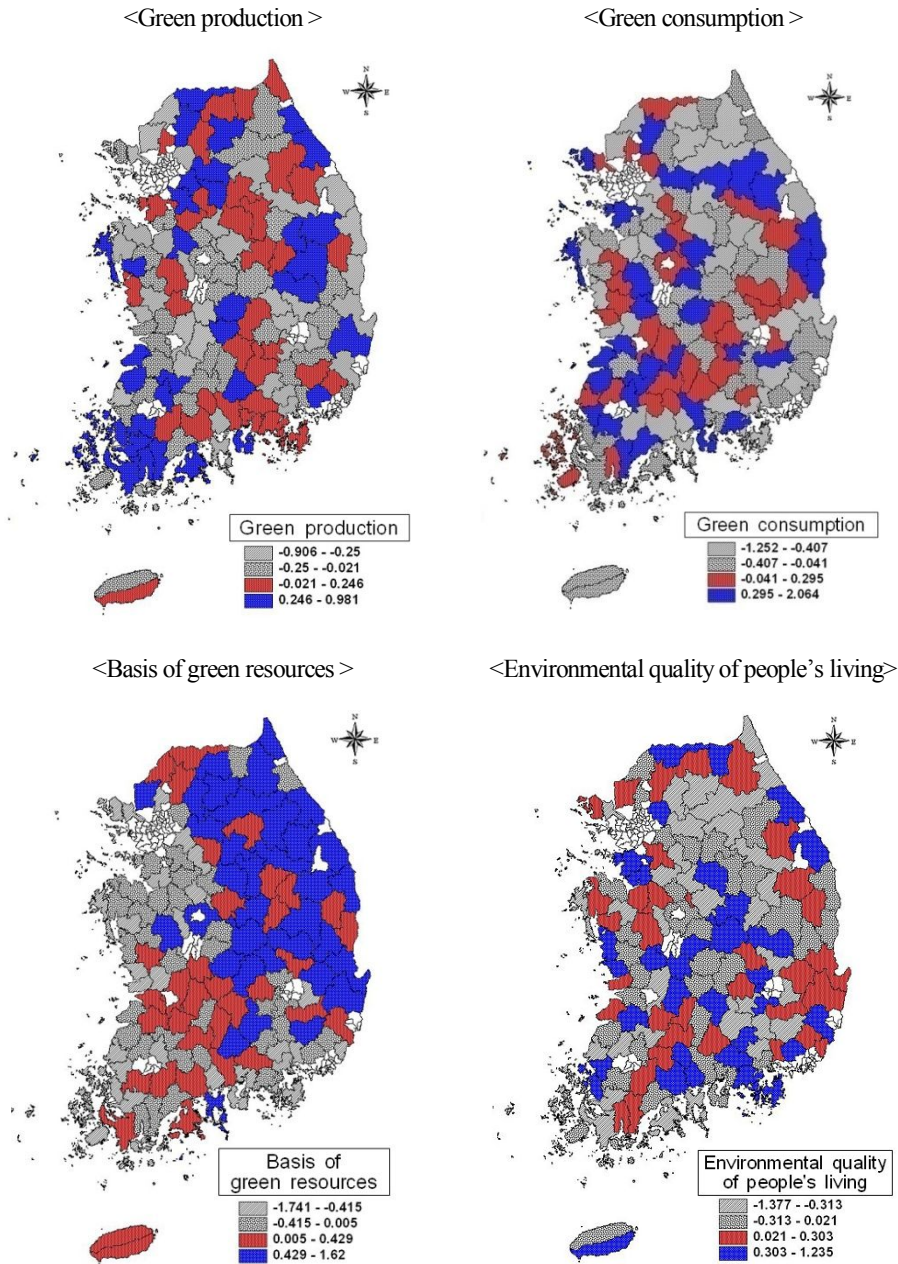 <Green production >
<Green consumption >
N
W E
S
N
W E
S
Green production
-0.906 - -0.25
-0.25 - -0.021
-0.021 - 0.246
0.246 - 0.981
Green consumption
-1.252 - -0.407
-0.407 - -0.041
-0.041 - 0.295
0.295 - 2.064
<Basis of green resources >
<Environmental quality of people's living>
N
W E
S
N
W E
S
Basis of
green resources
-1.741 - -0.415
-0.415 - 0.005
0.005 - 0.429
0.429 - 1.62
Environmental quality
of people's living
-1.377 - -0.313
-0.313 - 0.021
0.021 - 0.303
0.303 - 1.235